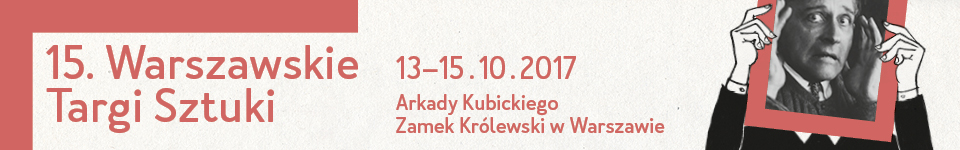 15. Warszawskie
Targi Sztuki
13–15.10.2017
Arkady Kubickiego
Zamek Królewski w Warszawie